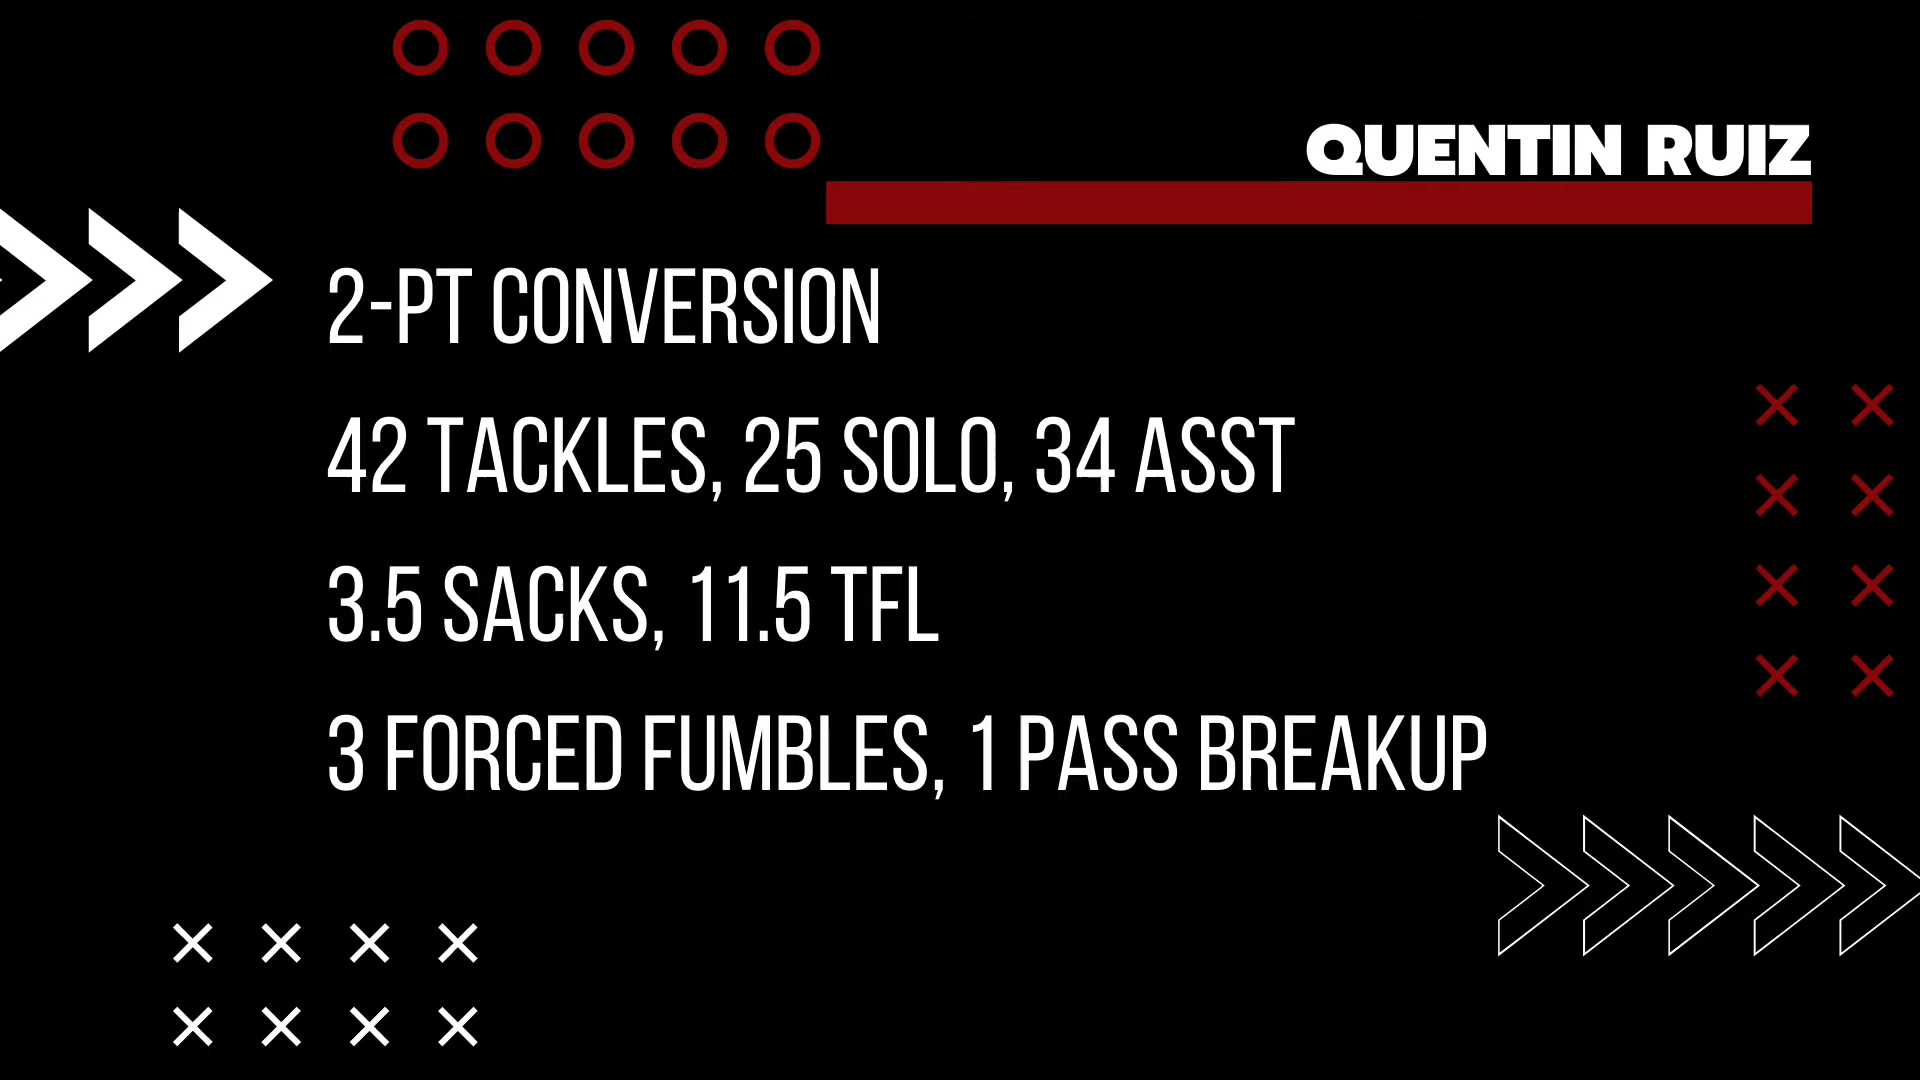 QUENTIN RUIZ
2-PT CONVERSION
42 TACKLES, 25 SOLO, 34 ASST
3.5 SACKS, 11.5 TFL
3 FORCED FUMBLES, 1 PASS BREAKUP